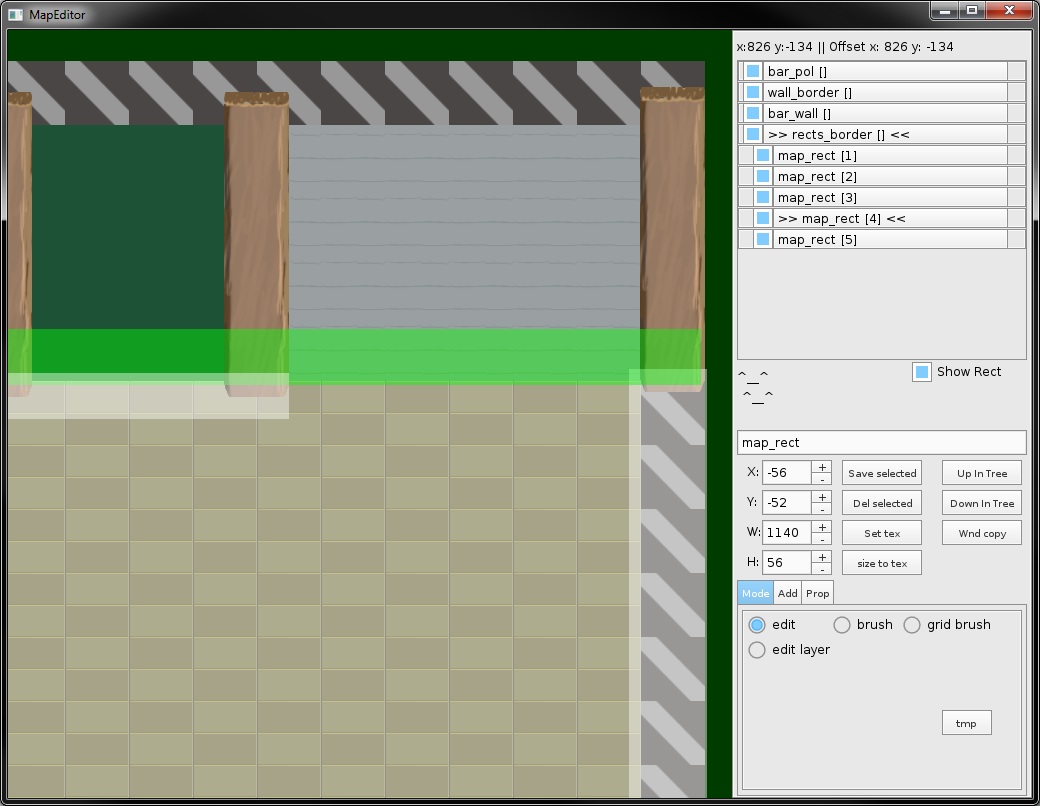 MapEditor
x:826 y:-134 || Offset x: 826 y: -134
bar_pol []
wall_border []
bar_wall []
>> rects_border [] <<
map_rect [1]
map_rect [2]
map_rect [3]
>> map_rect [4] <<
map_rect [5]
^__^ Show Rect
^__^
map_rect
X: -56 + - Save selected Up In Tree
Y: -52 + - Del selected Down In Tree
W: 1140 + - Set tex Wnd copy
H: 56 + - size to tex
Mode Add Prop
edit brush grid brush
edit layer
tmp